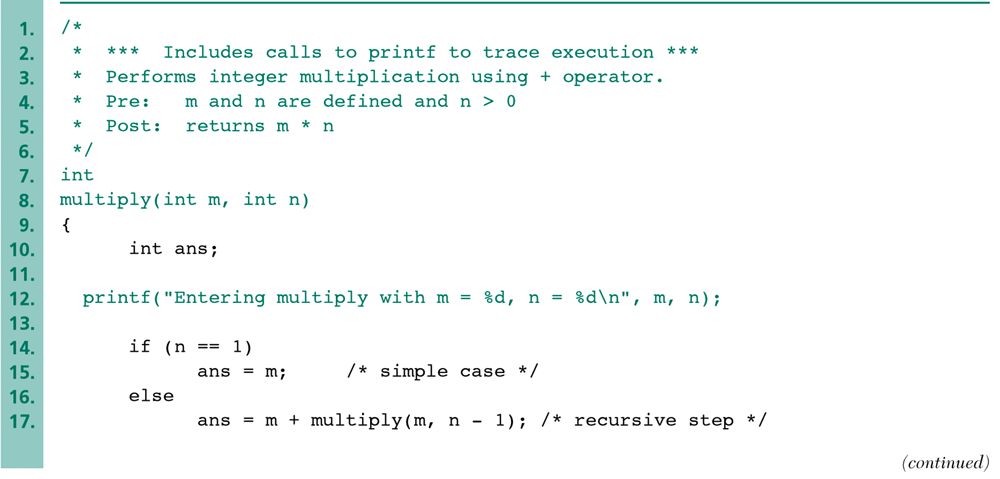 1. /*
2.  *  ***  Includes calls to printf to trace execution ***
3.  *  Performs integer multiplication using + operator.
4.  *  Pre:   m and n are defined and n > 0
5.  *  Post:  returns m * n
6.  */
7. int
8. multiply(int m, int n)
9. {
10.       int ans;
11.
12.   printf("Entering multiply with m = %d, n = %d\n", m, n);
13.
14.       if (n == 1)
15.             ans = m;     /* simple case */
16.       else
17.             ans = m + multiply(m, n - 1); /* recursive step */
(continued)